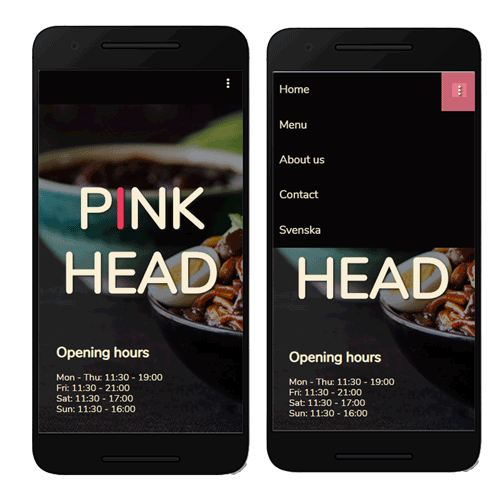 PINK
HEAD
Opening hours
Mon - Thu: 11:30 - 19:00
Fri: 11:30 - 21:00
Sat: 11:30 - 17:00
Sun: 11:30 - 16:00
Home
Menu
About us
Contact
Svenska
HEAD
Opening hours
Mon - Thu: 11:30 - 19:00
Fri: 11:30 - 21:00
Sat: 11:30 - 17:00
Sun: 11:30 - 16:00